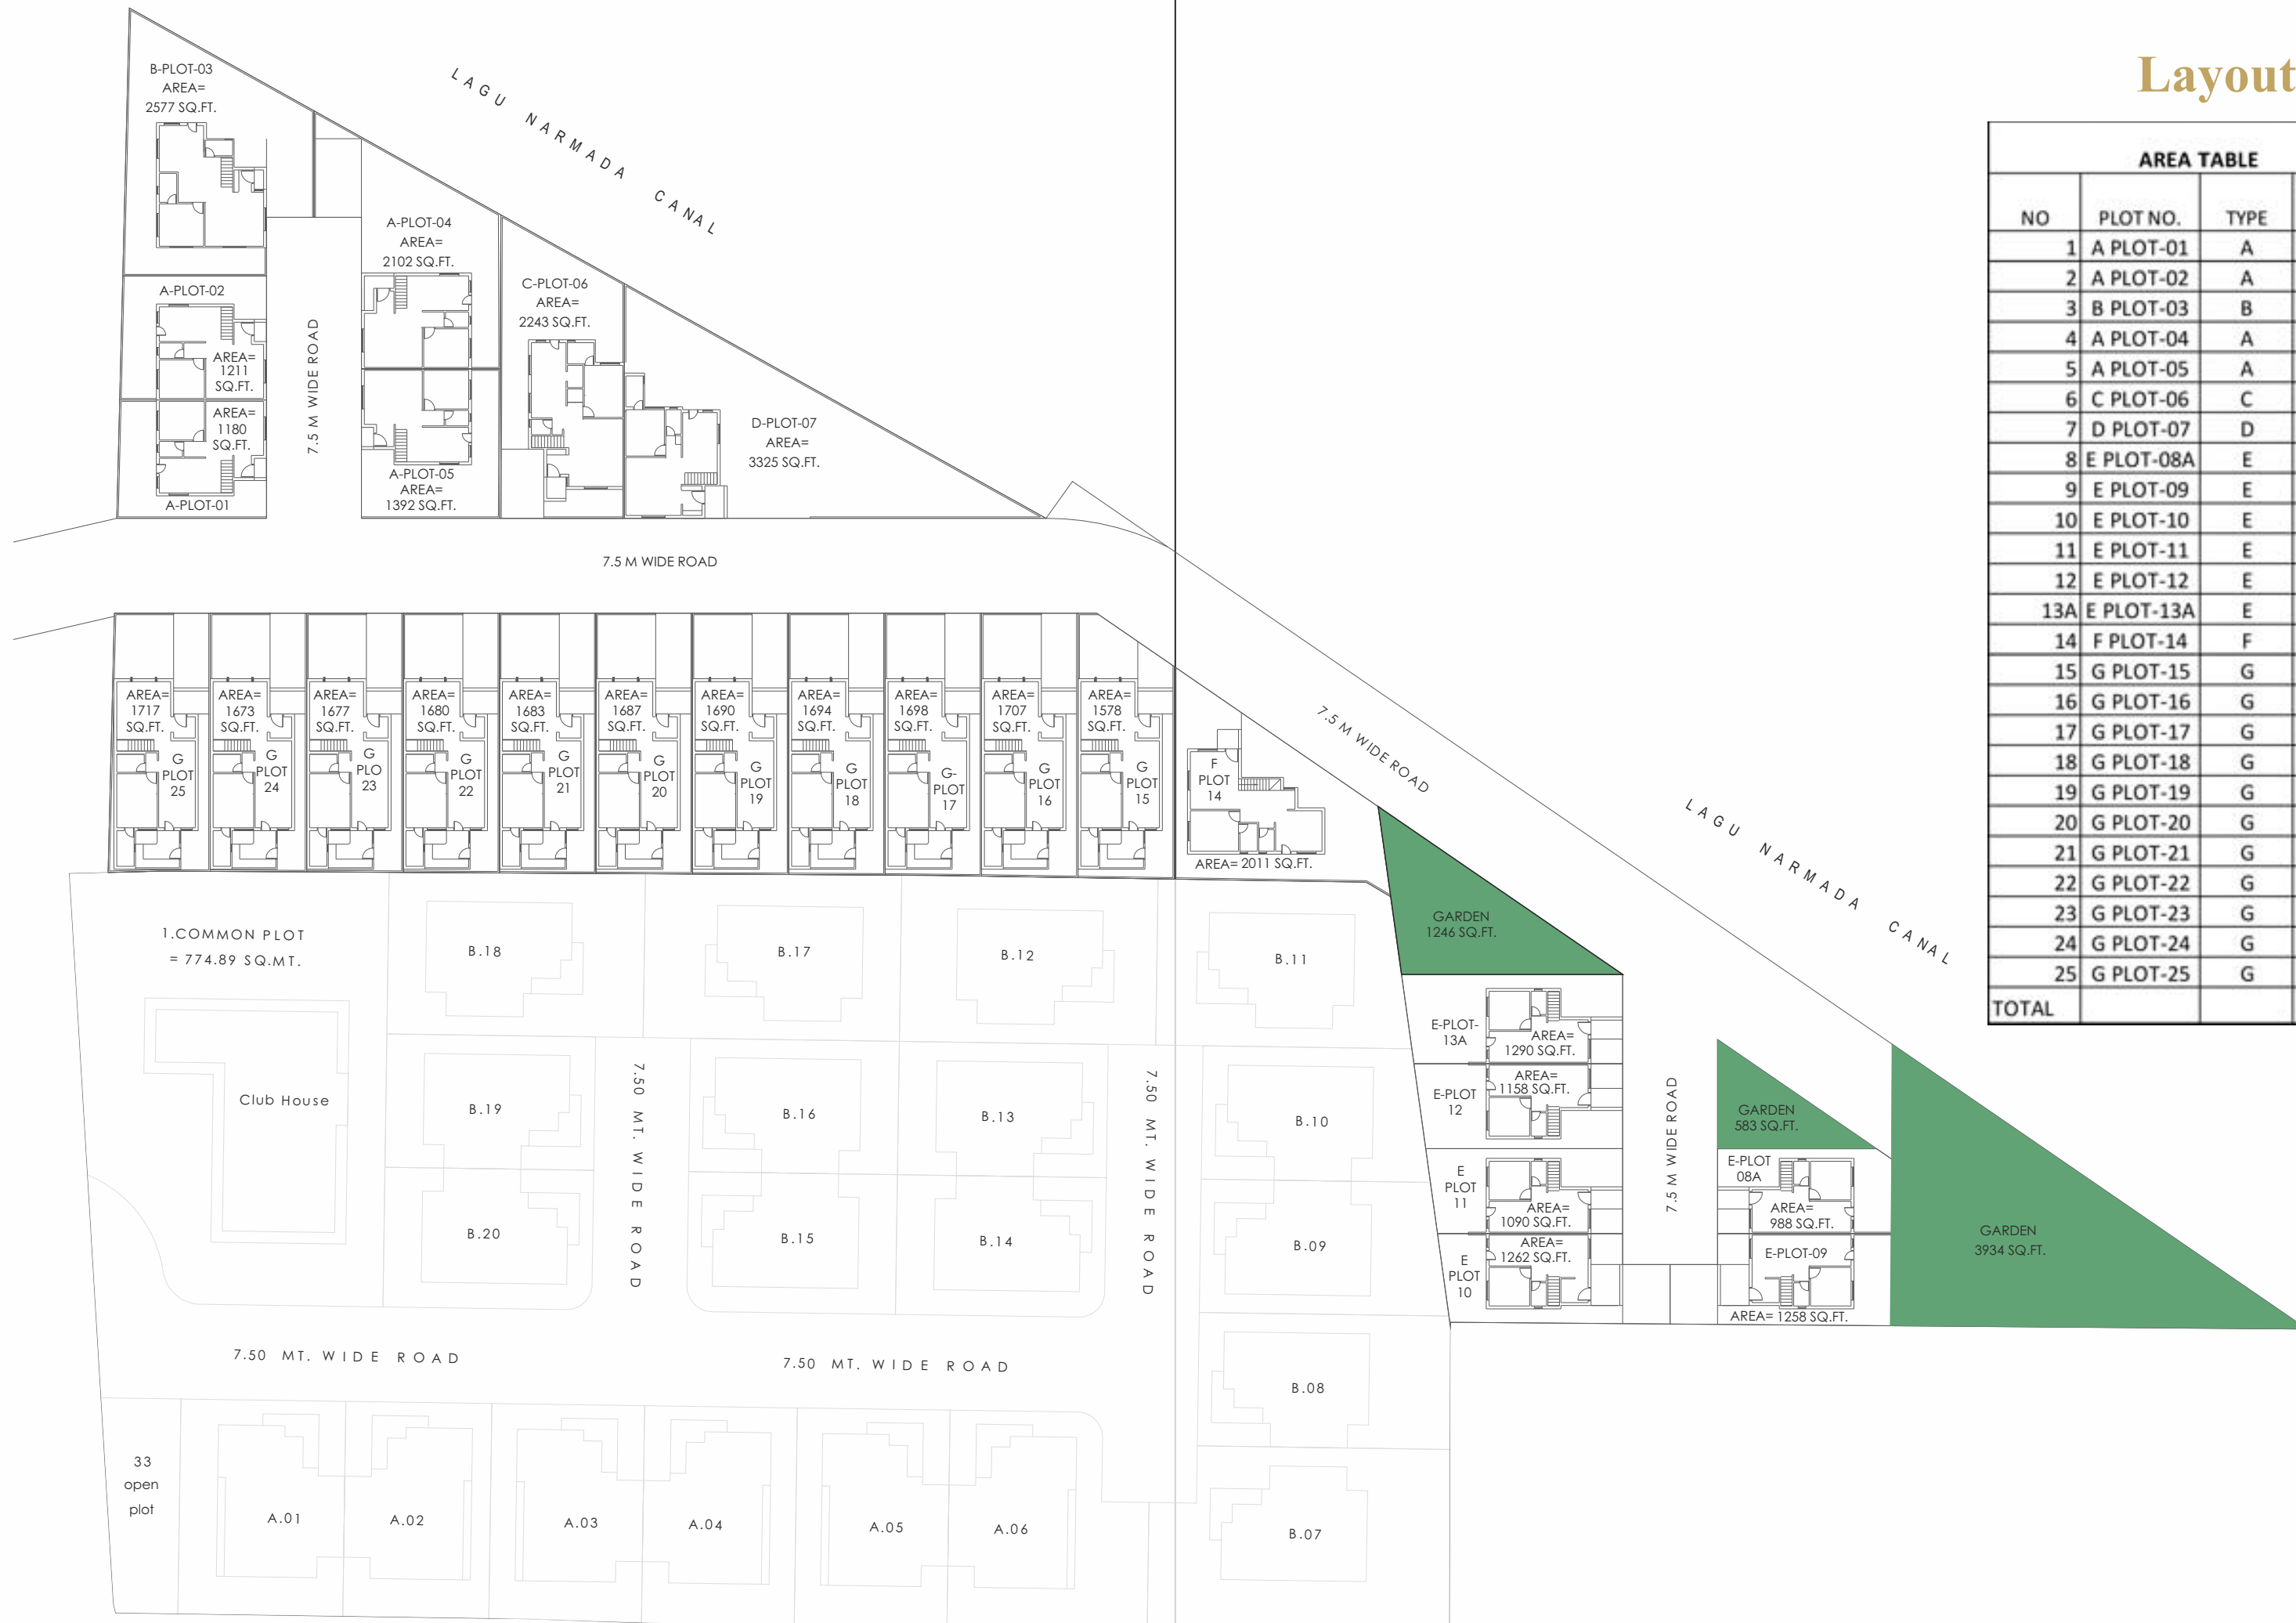 Layout
B-PLOT-03
AREA=
2577 SQ.FT.
LAGU NARMADA CANAL
A-PLOT-02
AREA=
1211
SQ.FT.
AREA=
1180
SQ.FT.
A-PLOT-01
7.5 M WIDE ROAD
A-PLOT-04
AREA=
2102 SQ.FT.
A-PLOT-05
AREA=
1392 SQ.FT.
C-PLOT-06
AREA=
2243 SQ.FT.
D-PLOT-07
AREA=
3325 SQ.FT.
7.5 M WIDE ROAD
AREA=
1717
SQ.FT.
G
PLOT
25
AREA=
1673
SQ.FT.
G
PLOT
24
AREA=
1677
SQ.FT.
G
PLO
23
AREA=
1680
SQ.FT.
G
PLOT
22
AREA=
1683
SQ.FT.
G
PLOT
21
AREA=
1687
SQ.FT.
G
PLOT
20
AREA=
1690
SQ.FT.
G
PLOT
19
AREA=
1694
SQ.FT.
G
PLOT
18
AREA=
1698
SQ.FT.
G-
PLOT
17
AREA=
1707
SQ.FT.
G
PLOT
16
AREA=
1578
SQ.FT.
G
PLOT
15
F
PLOT
14
AREA= 2011 SQ.FT.
7.5 M WIDE ROAD
LAGU NARMADA CANAL
GARDEN
1246 SQ.FT.
E-PLOT-
13A
AREA=
1290 SQ.FT.
E-PLOT
12
AREA=
1158 SQ.FT.
E
PLOT
11
AREA=
1090 SQ.FT.
E
PLOT
10
AREA=
1262 SQ.FT.
7.5 M WIDE ROAD
GARDEN
583 SQ.FT.
E-PLOT
08A
AREA=
988 SQ.FT.
E-PLOT-09
AREA= 1258 SQ.FT.
GARDEN
3934 SQ.FT.
1.COMMON PLOT
= 774.89 SQ.MT.
Club House
B.18
B.17
B.12
B.11
B.19
B.16
B.13
B.10
B.20
B.15
B.14
B.09
7.50 MT. WIDE ROAD
7.50 MT. WIDE ROAD
7.50 MT. WIDE ROAD
7.50 MT. WIDE ROAD
B.08
B.07
33
open
plot
A.01
A.02
A.03
A.04
A.05
A.06
AREA TABLE
NO PLOT NO. TYPE
1 A PLOT-01 A
2 A PLOT-02 A
3 B PLOT-03 B
4 A PLOT-04 A
5 A PLOT-05 A
6 C PLOT-06 C
7 D PLOT-07 D
8 E PLOT-08A E
9 E PLOT-09 E
10 E PLOT-10 E
11 E PLOT-11 E
12 E PLOT-12 E
13A E PLOT-13A E
14 F PLOT-14 F
15 G PLOT-15 G
16 G PLOT-16 G
17 G PLOT-17 G
18 G PLOT-18 G
19 G PLOT-19 G
20 G PLOT-20 G
21 G PLOT-21 G
22 G PLOT-22 G
23 G PLOT-23 G
24 G PLOT-24 G
25 G PLOT-25 G
TOTAL